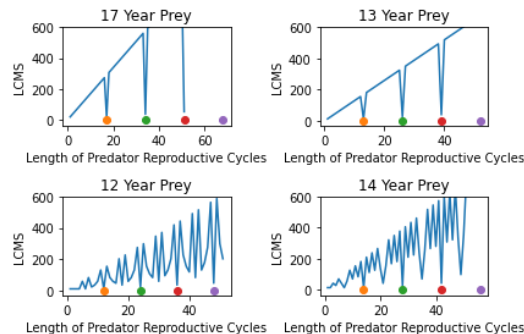 17 Year Prey
600
400
200
0
LCMS
0 20 40 60
Length of Predator Reproductive Cycles
13 Year Prey
600
400
200
0
LCMS
0 20 40
Length of Predator Reproductive Cycles
12 Year Prey
600
400
200
0
LCMS
0 20 40
Length of Predator Reproductive Cycles
14 Year Prey
600
400
200
0
LCMS
0 20 40
Length of Predator Reproductive Cycles